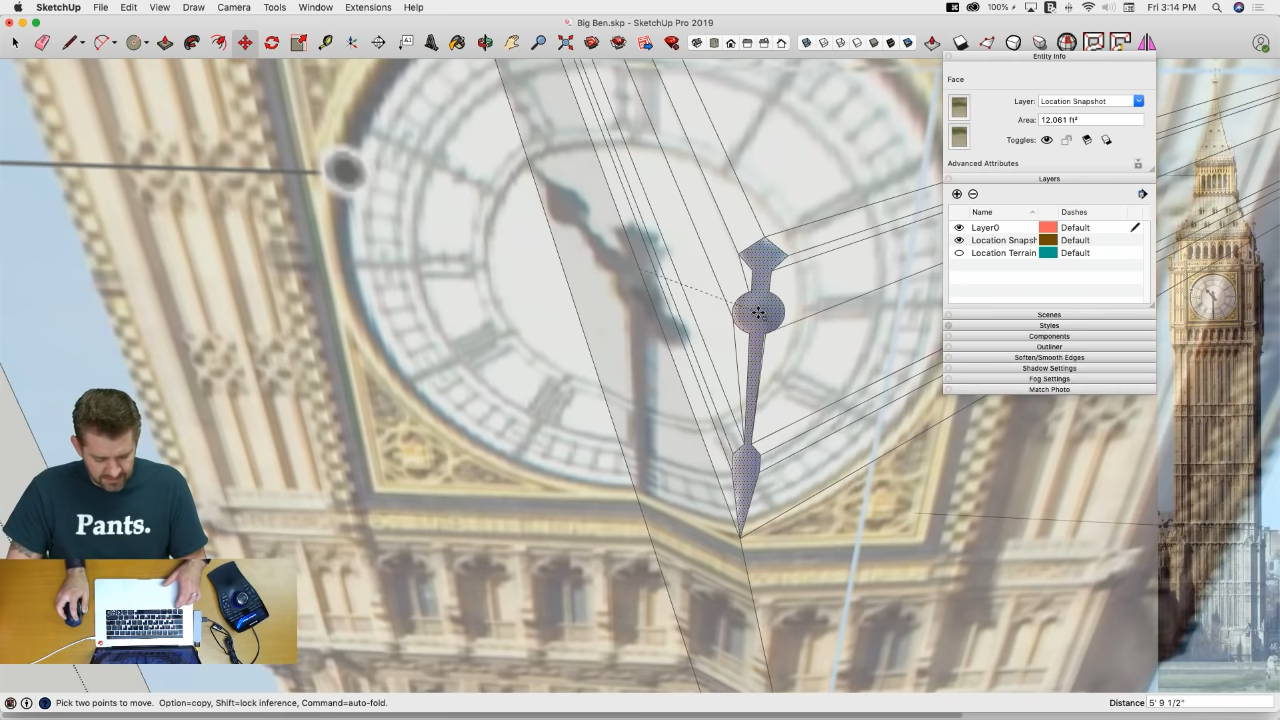 SketchUp File Edit View Draw Camera Tools Window Extensions Help
100% Fri 3:14 PM
Big Ben.skp - SketchUp Pro 2019
Entity Info
Face
Layer: Location Snapshot
Area: 12.061 ft²
Toggles:
Advanced Attributes
Layers
Name Dashes
Layer0 Default
Location Snapsh Default
Location Terrain Default
Scenes
Styles
Components
Outliner
Soften/Smooth Edges
Shadow Settings
Fog Settings
Match Photo
Pants.
Pick two points to move. Option=copy, Shift=lock inference, Command=auto-fold.
Distance 5' 9 1/2"